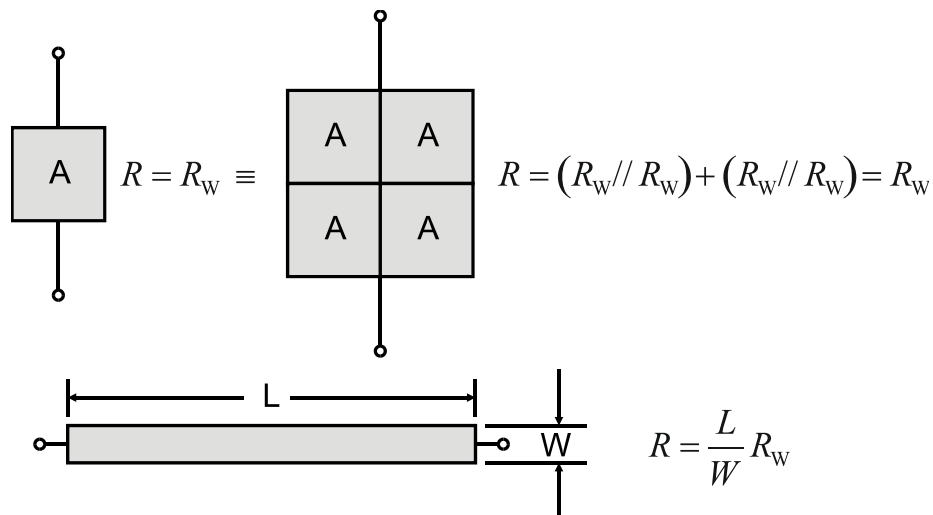 A R = R_W ≡
A A
A A
R = (R_W // R_W) + (R_W // R_W) = R_W
L
W
R = L/W R_W